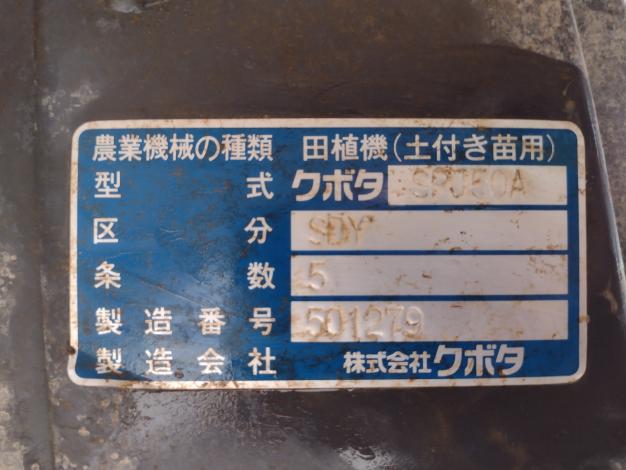 農業機械の種類 田植機(土付き苗用)
型式 クボタ SPJ50A
区分 SDY
条数 5
製造番号 501279
製造会社 株式会社クボタ